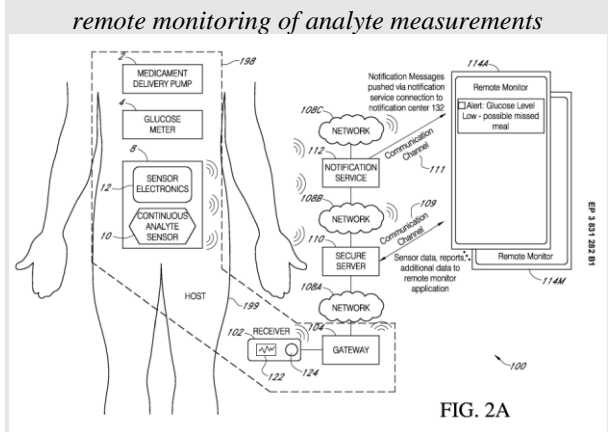 remote monitoring of analyte measurements
2
198
MEDICAMENT
DELIVERY PUMP
4
GLUCOSE
METER
8
SENSOR
ELECTRONICS
12
CONTINUOUS
ANALYTE
SENSOR
10
HOST
199
102
RECEIVER
122
124
104
GATEWAY
108A
NETWORK
110
SECURE
SERVER
108B
NETWORK
112
NOTIFICATION
SERVICE
108C
NETWORK
Notification Messages
pushed via notification
service connection to
notification center 132
Communication
Channel
111
109
Communication
Channel
Sensor data, reports,
additional data to
remote monitor
application
114A
Remote Monitor
Alert: Glucose Level
Low - possible missed
meal
Remote Monitor
114M
100
EP 3 831 282 B1
FIG. 2A